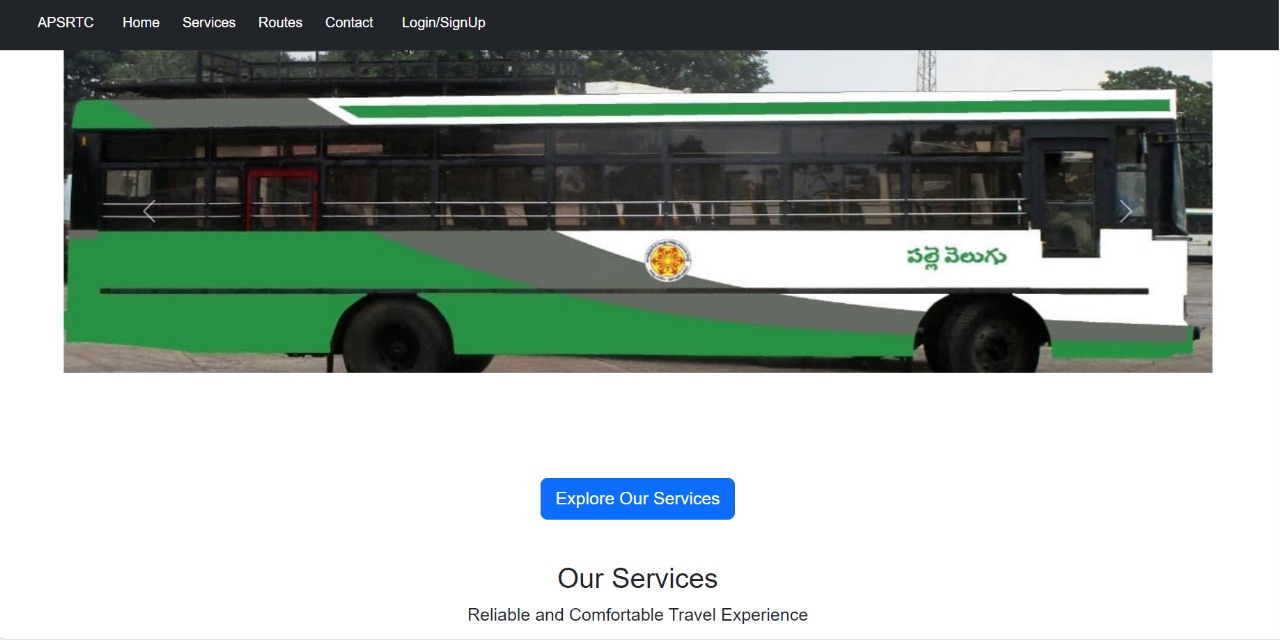 APSRTC Home Services Routes Contact Login/SignUp
పల్లె వెలుగు
Explore Our Services
Our Services
Reliable and Comfortable Travel Experience